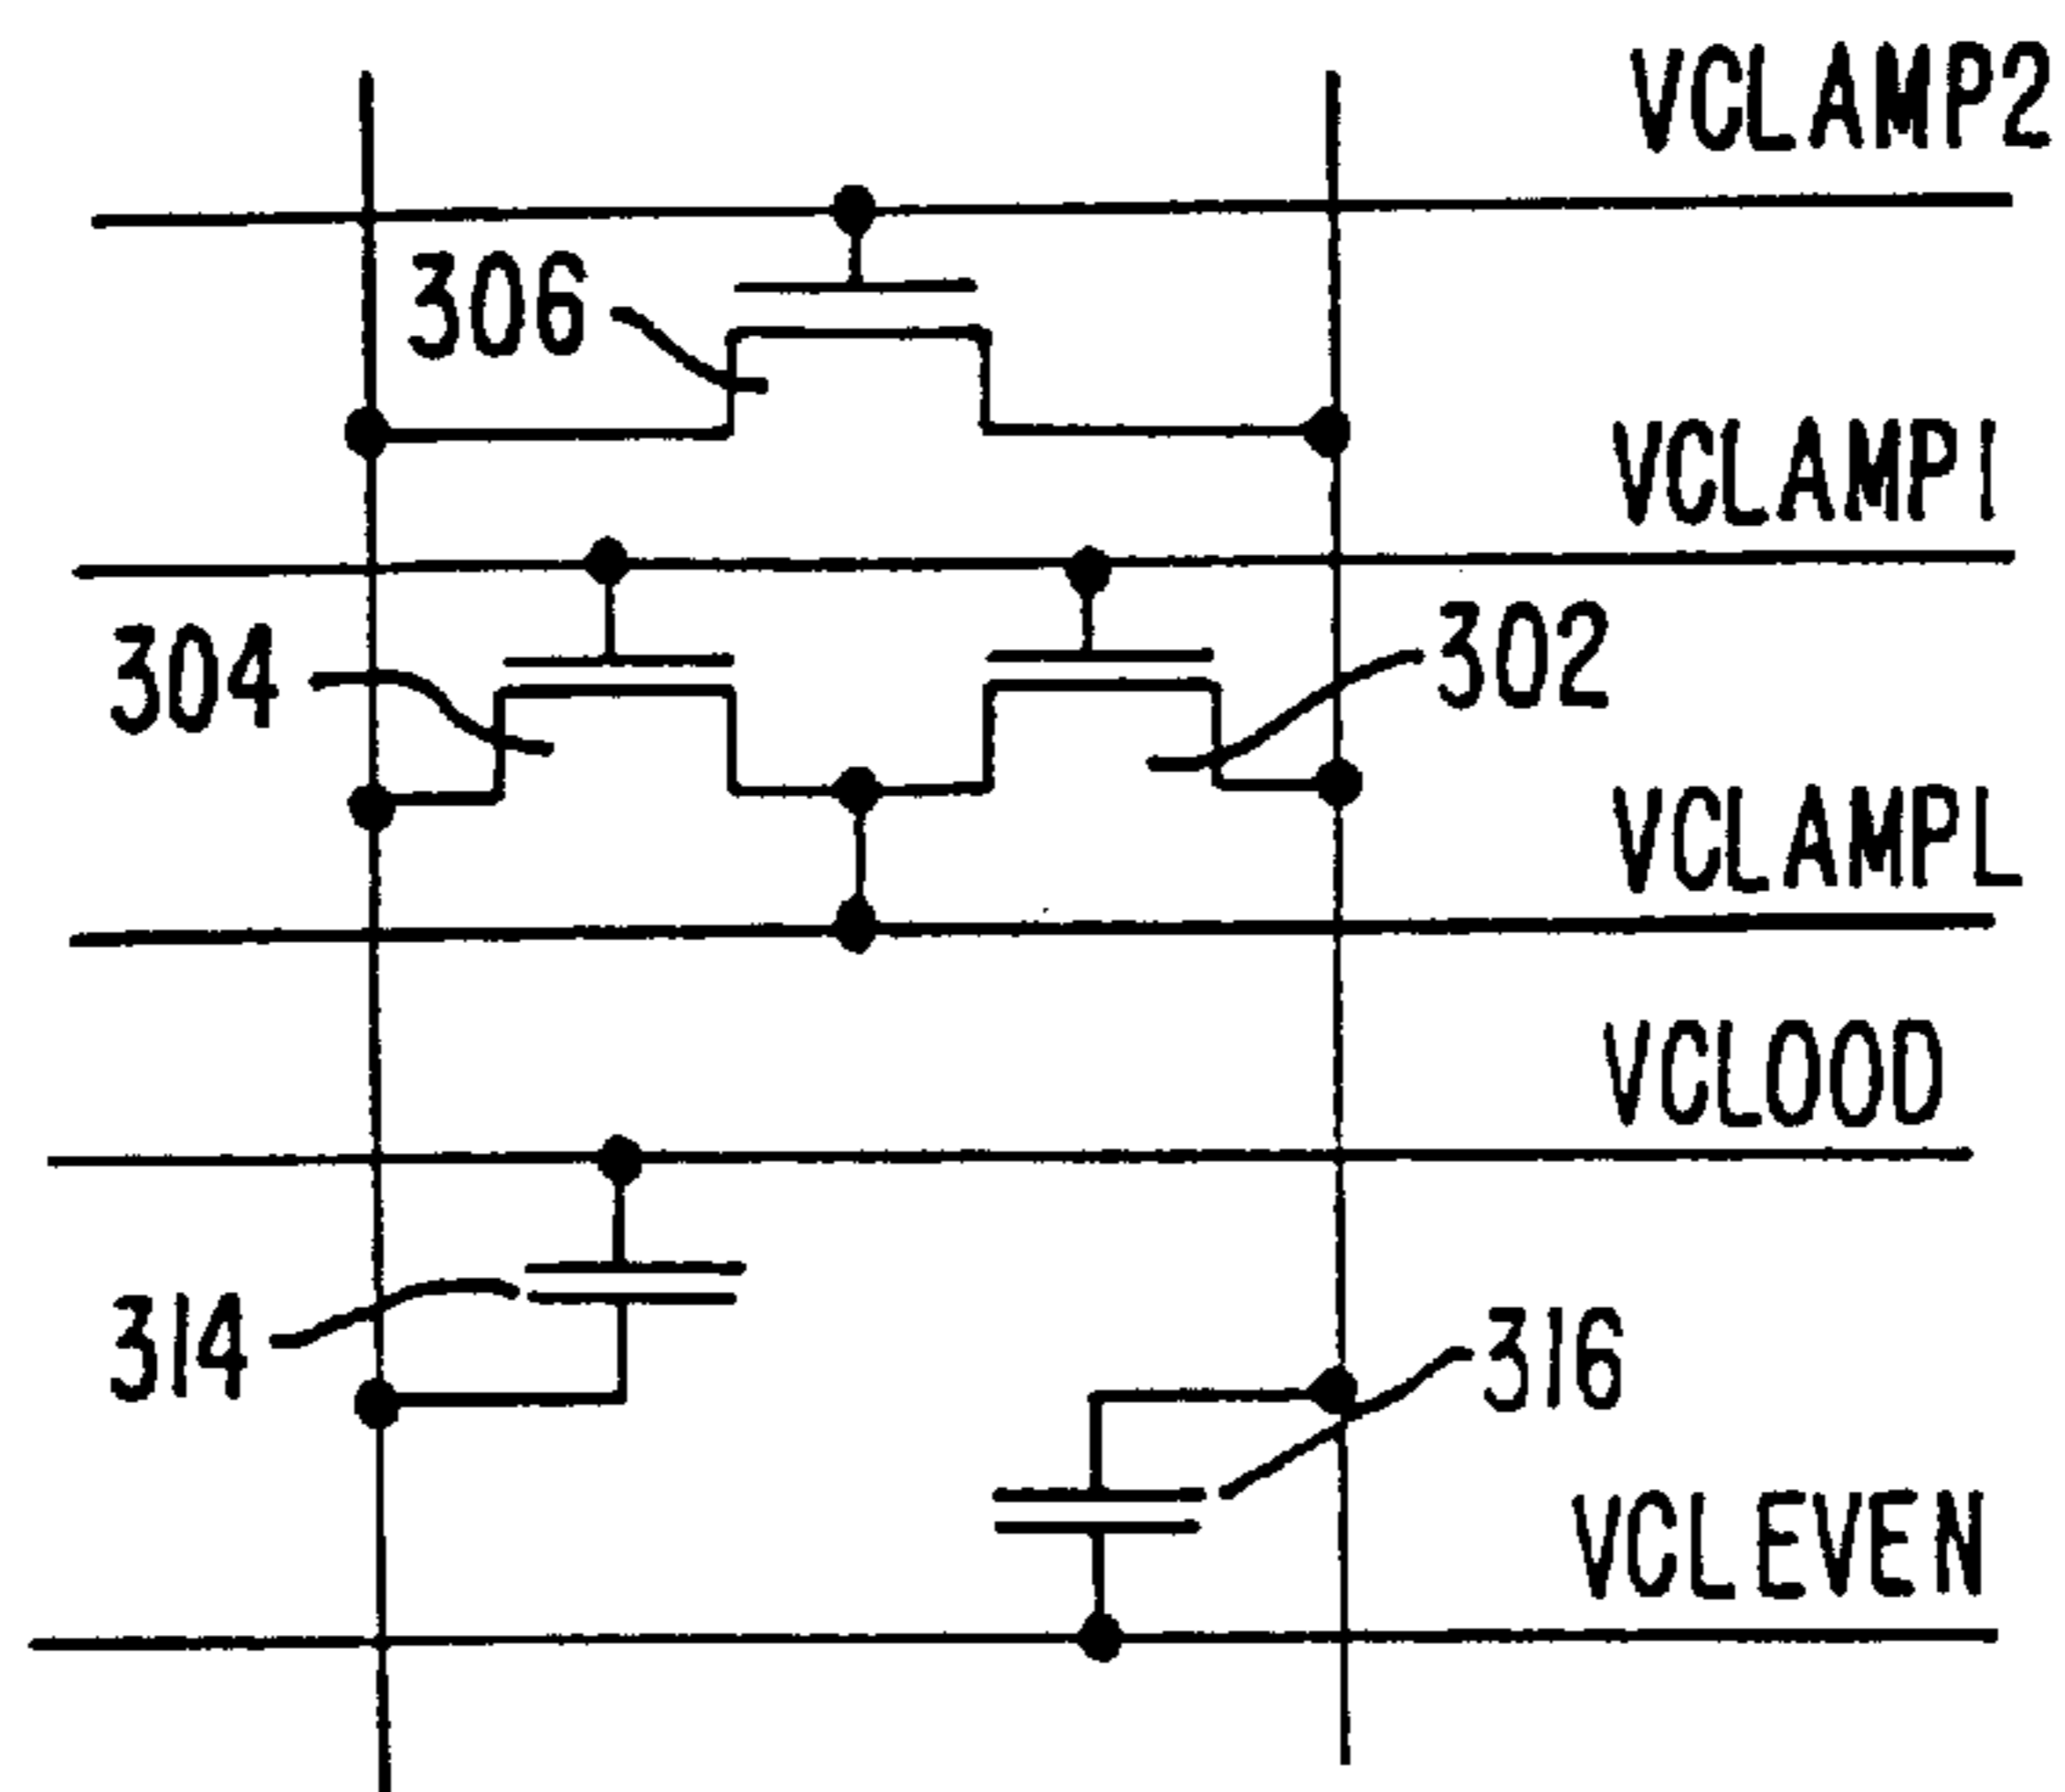 VCLAMP2
306
VCLAMP1
304
302
VCLAMPL
VCLOOD
314
316
VCLEVEN